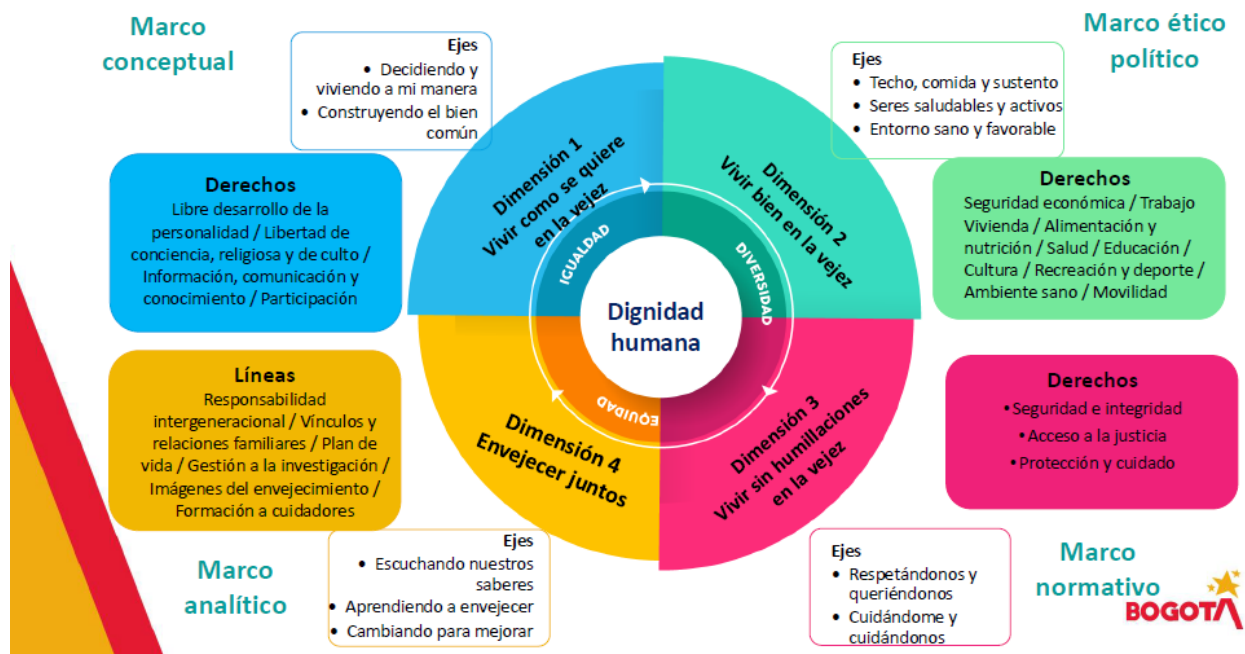 Marco
conceptual
Ejes
• Decidiendo y
viviendo a mi manera
• Construyendo el bien
común
Derechos
Libre desarrollo de la
personalidad / Libertad de
conciencia, religiosa y de culto /
Información, comunicación y
conocimiento / Participación
Dimensión 1
Vivir como se quiere
en la vejez
IGUALDAD
Marco ético
político
Ejes
• Techo, comida y sustento
• Seres saludables y activos
• Entorno sano y favorable
Derechos
Seguridad económica / Trabajo
Vivienda / Alimentación y
nutrición / Salud / Educación /
Cultura / Recreación y deporte /
Ambiente sano / Movilidad
Dimensión 2
Vivir bien en la vejez
DIVERSIDAD
Dignidad
humana
Líneas
Responsabilidad
intergeneracional / Vínculos y
relaciones familiares / Plan de
vida / Gestión a la investigación /
Imágenes del envejecimiento /
Formación a cuidadores
Dimensión 4
Envejecer juntos
EQUIDAD
Dimensión 3
Vivir sin humillaciones
en la vejez
Derechos
•Seguridad e integridad
•Acceso a la justicia
•Protección y cuidado
Marco
analítico
Ejes
• Escuchando nuestros
saberes
• Aprendiendo a envejecer
• Cambiando para mejorar
Ejes
• Respetándonos y
queriéndonos
• Cuidándome y
cuidándonos
Marco
normativo
BOGOTA